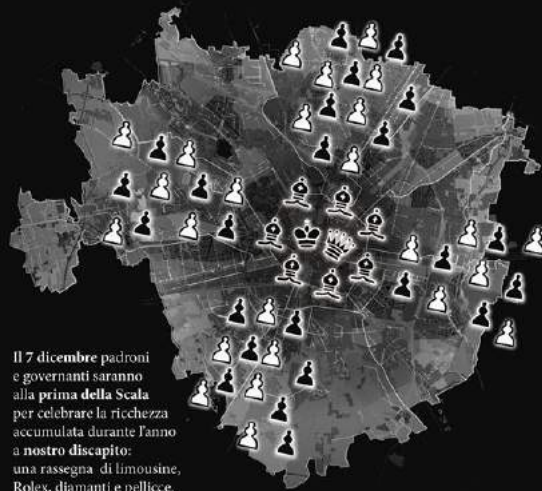 Il 7 dicembre padroni
e governanti saranno
alla prima della Scala
per celebrare la ricchezza
accumulata durante l'anno
a nostro discapito:
una rassegna di limousine,
Rolex, diamanti e pellicce.